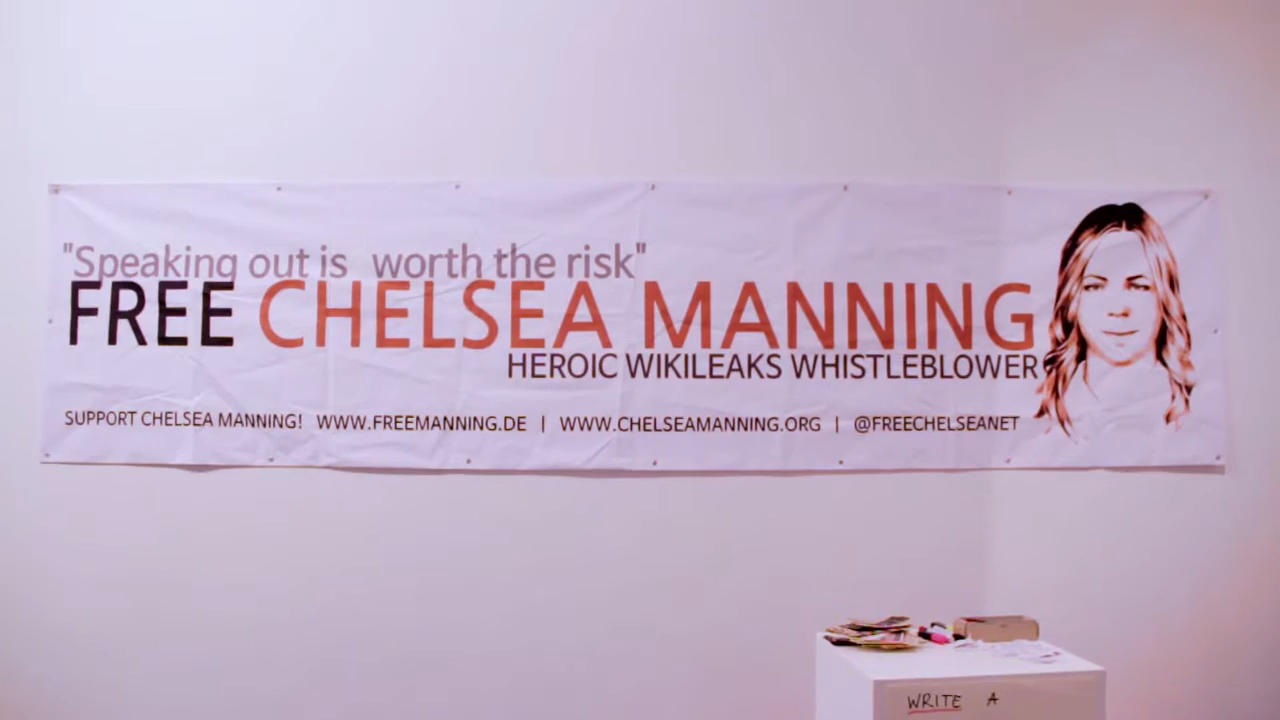 "Speaking out is worth the risk"
FREE CHELSEA MANNING
HEROIC WIKILEAKS WHISTLEBLOWER
SUPPORT CHELSEA MANNING! WWW.FREEMANNING.DE | WWW.CHELSEAMANNING.ORG | @FREECHELSEANET
WRITE A